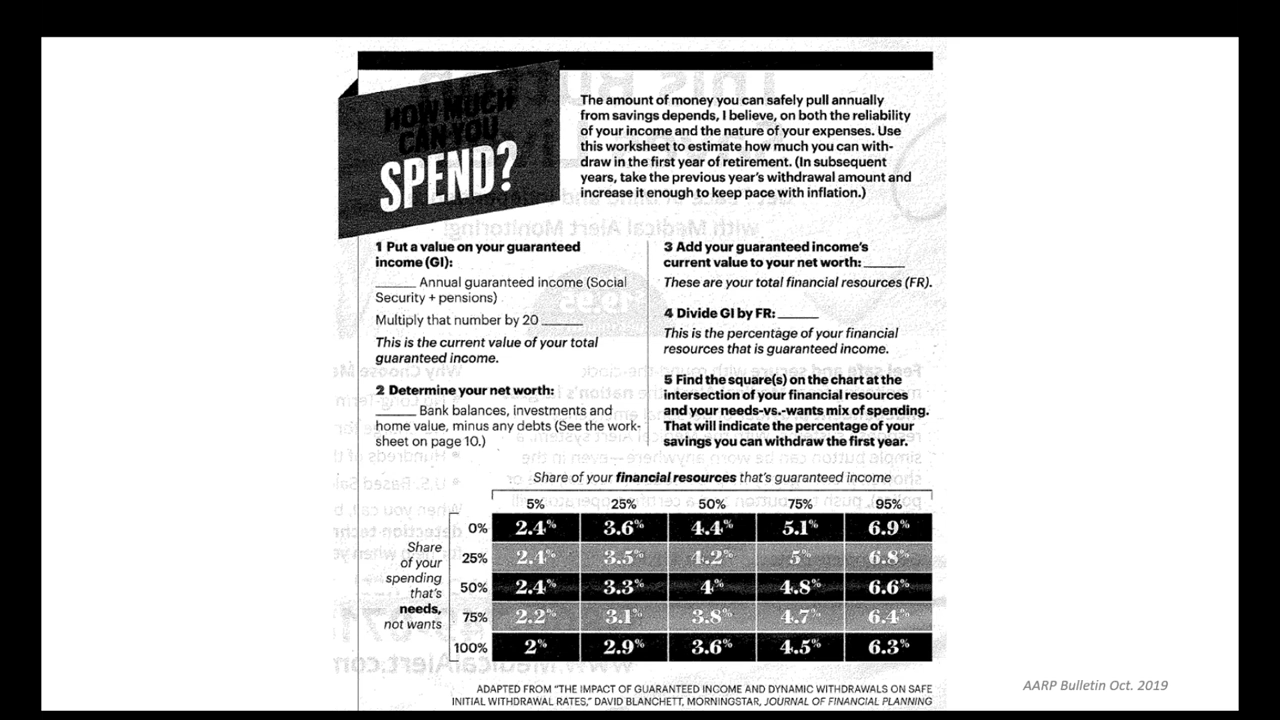 HOW MUCH
CAN YOU
SPEND?
The amount of money you can safely pull annually
from savings depends, I believe, on both the reliability
of your income and the nature of your expenses. Use
this worksheet to estimate how much you can with-
draw in the first year of retirement. (In subsequent
years, take the previous year's withdrawal amount and
increase it enough to keep pace with inflation.)
with Medical Alert Monitoring!
1 Put a value on your guaranteed
income (GI):
______ Annual guaranteed income (Social
Security + pensions)
Multiply that number by 20 ______
This is the current value of your total
guaranteed income.
2 Determine your net worth:
______ Bank balances, investments and
home value, minus any debts (See the work-
sheet on page 10.)
3 Add your guaranteed income's
current value to your net worth: ______
These are your total financial resources (FR).
4 Divide GI by FR: ______
This is the percentage of your financial
resources that is guaranteed income.
5 Find the square(s) on the chart at the
intersection of your financial resources
and your needs-vs.-wants mix of spending.
That will indicate the percentage of your
savings you can withdraw the first year.
Share of your financial resources that's guaranteed income
5% 25% 50% 75% 95%
Share
of your
spending
that's
needs,
not wants
0% 2.4% 3.6% 4.4% 5.1% 6.9%
25% 2.4% 3.5% 4.2% 5% 6.8%
50% 2.4% 3.3% 4% 4.8% 6.6%
75% 2.2% 3.1% 3.8% 4.7% 6.4%
100% 2% 2.9% 3.6% 4.5% 6.3%
ADAPTED FROM "THE IMPACT OF GUARANTEED INCOME AND DYNAMIC WITHDRAWALS ON SAFE
INITIAL WITHDRAWAL RATES," DAVID BLANCHETT, MORNINGSTAR, JOURNAL OF FINANCIAL PLANNING
AARP Bulletin Oct. 2019